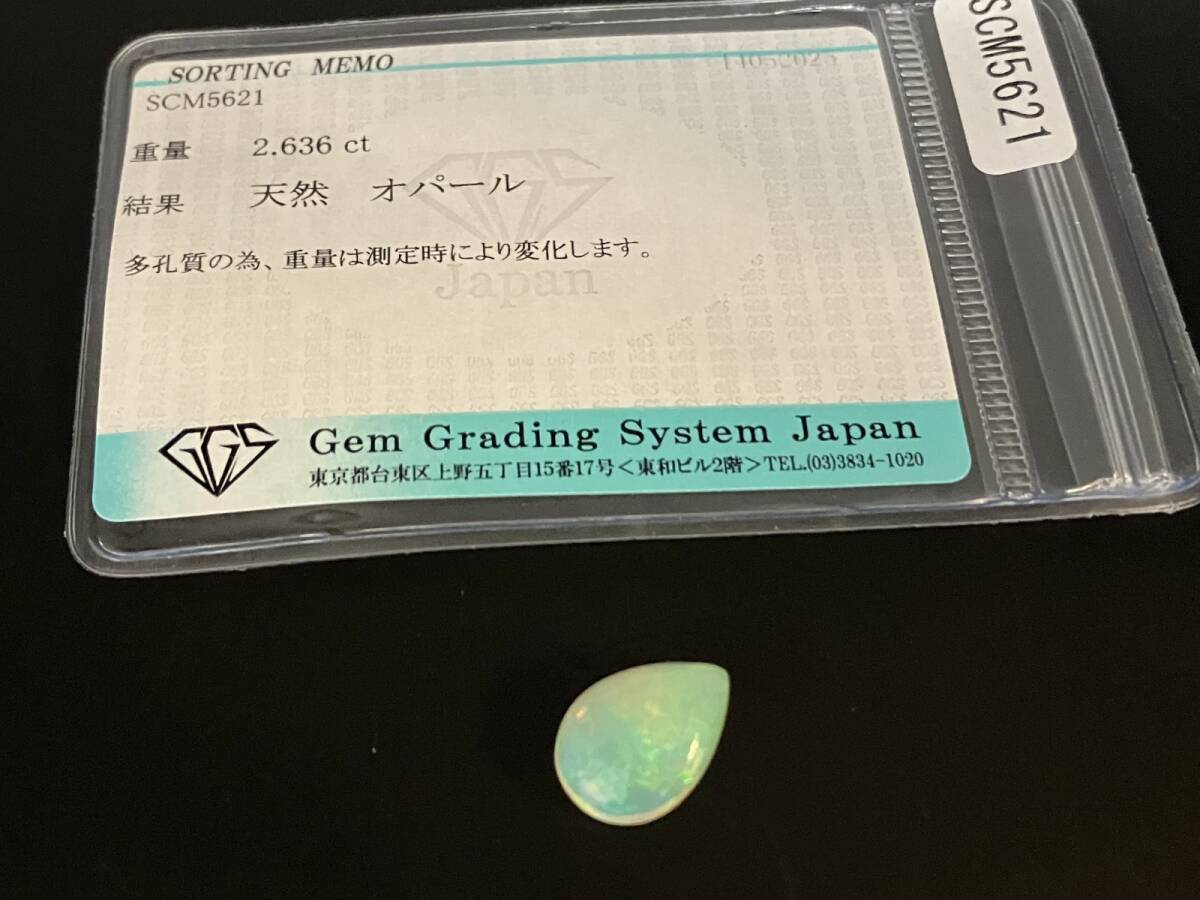 SORTING MEMO
SCM5621
重量 2.636 ct
結果 天然 オパール
多孔質の為、重量は測定時により変化します。
GGS
Japan
GGS Gem Grading System Japan
東京都台東区上野五丁目15番17号＜東和ビル2階＞TEL.(03)3834-1020
SCM5621